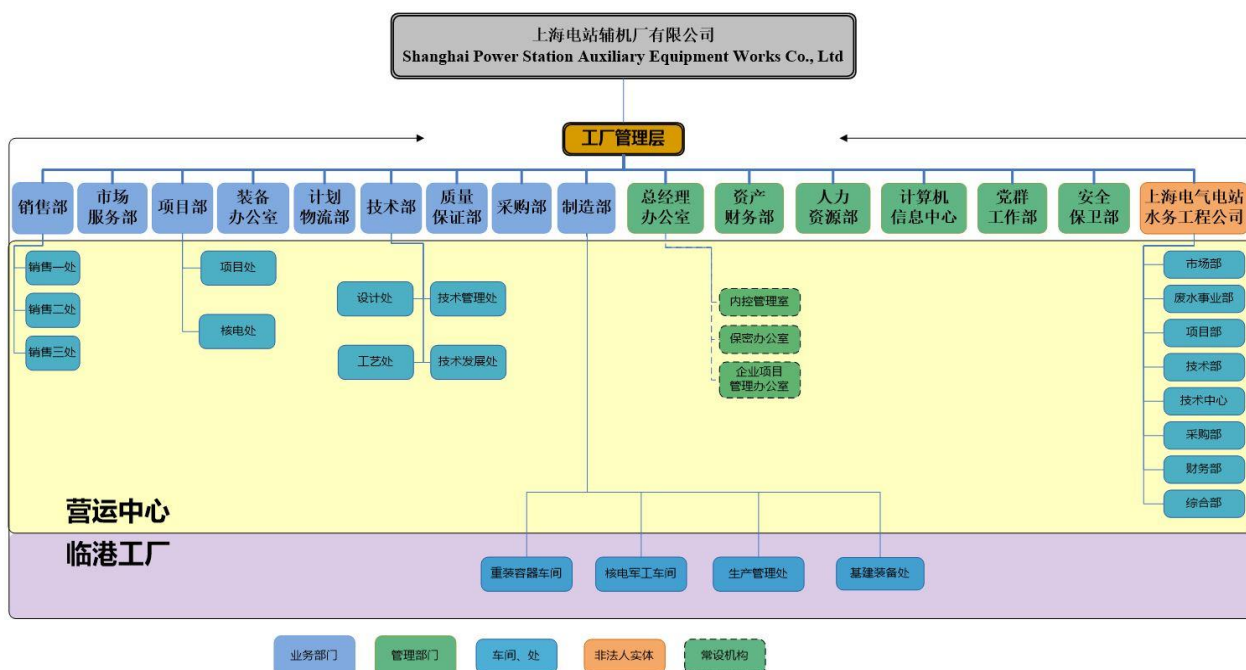 上海电站辅机厂有限公司
Shanghai Power Station Auxiliary Equipment Works Co., Ltd
工厂管理层
销售部
市场
服务部
项目部
装备
办公室
计划
物流部
技术部
质量
保证部
采购部
制造部
总经理
办公室
资产
财务部
人力
资源部
计算机
信息中心
党群
工作部
安全
保卫部
上海电气电站
水务工程公司
销售一处
销售二处
销售三处
项目处
核电处
设计处
技术管理处
工艺处
技术发展处
内控管理室
保密办公室
企业项目
管理办公室
市场部
废水事业部
项目部
技术部
技术中心
采购部
财务部
综合部
营运中心
临港工厂
重装容器车间
核电军工车间
生产管理处
基建装备处
业务部门
管理部门
车间、处
非法人实体
常设机构